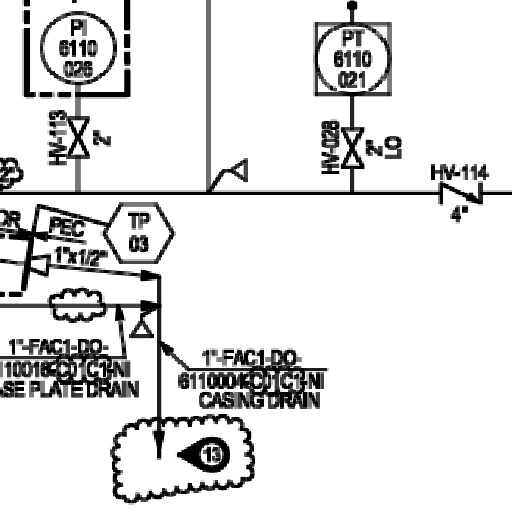 PI
6110
026
PT
6110
021
HV-113
2"
HV-028
2"
LO
HV-114
4"
OR
PEC
TP
03
1"x1/2"
1"-FAC1-DO-
110018-C01C1-NI
ASE PLATE DRAIN
1"-FAC1-DO-
6110004-C01C1-NI
CASING DRAIN
13